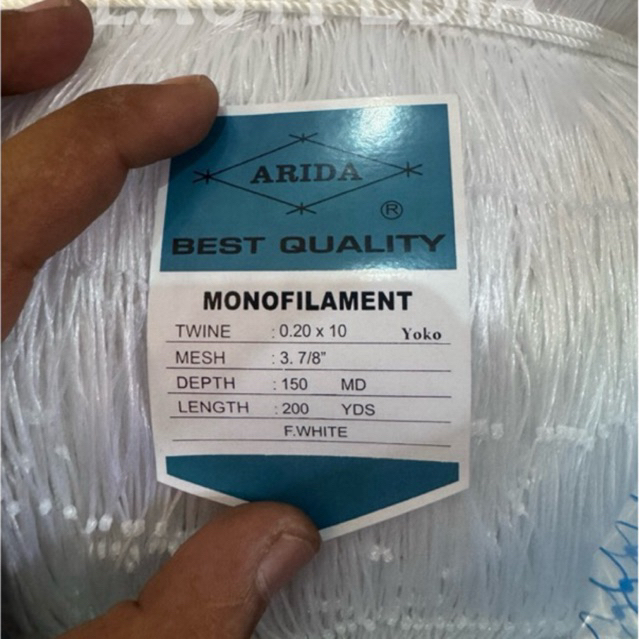 ARIDA
®
BEST QUALITY
MONOFILAMENT
TWINE : 0.20 x 10 Yoko
MESH : 3. 7/8"
DEPTH : 150 MD
LENGTH : 200 YDS
F.WHITE